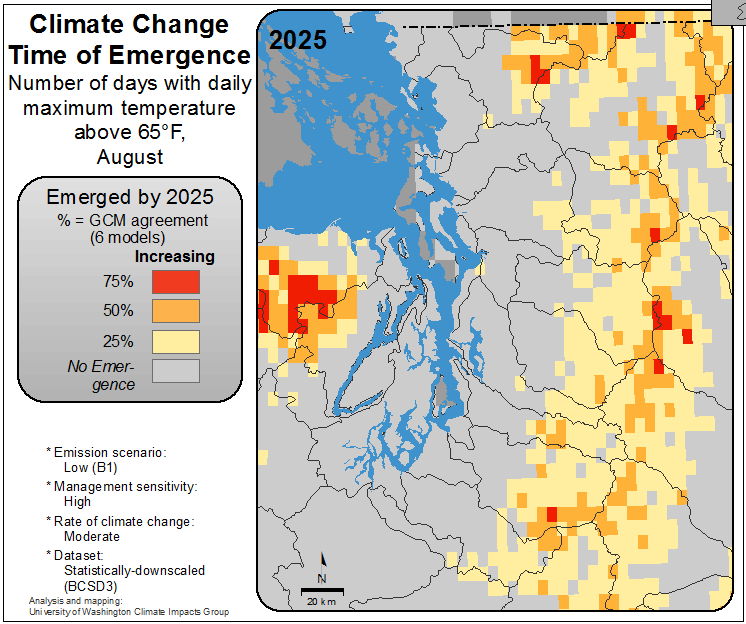 Climate Change
Time of Emergence
Number of days with daily
maximum temperature
above 65°F,
August
Emerged by 2025
% = GCM agreement
(6 models)
Increasing
75%
50%
25%
No Emer-
gence
* Emission scenario:
Low (B1)
* Management sensitivity:
High
* Rate of climate change:
Moderate
* Dataset:
Statistically-downscaled
(BCSD3)
Analysis and mapping:
University of Washington Climate Impacts Group
2025
N
20 km